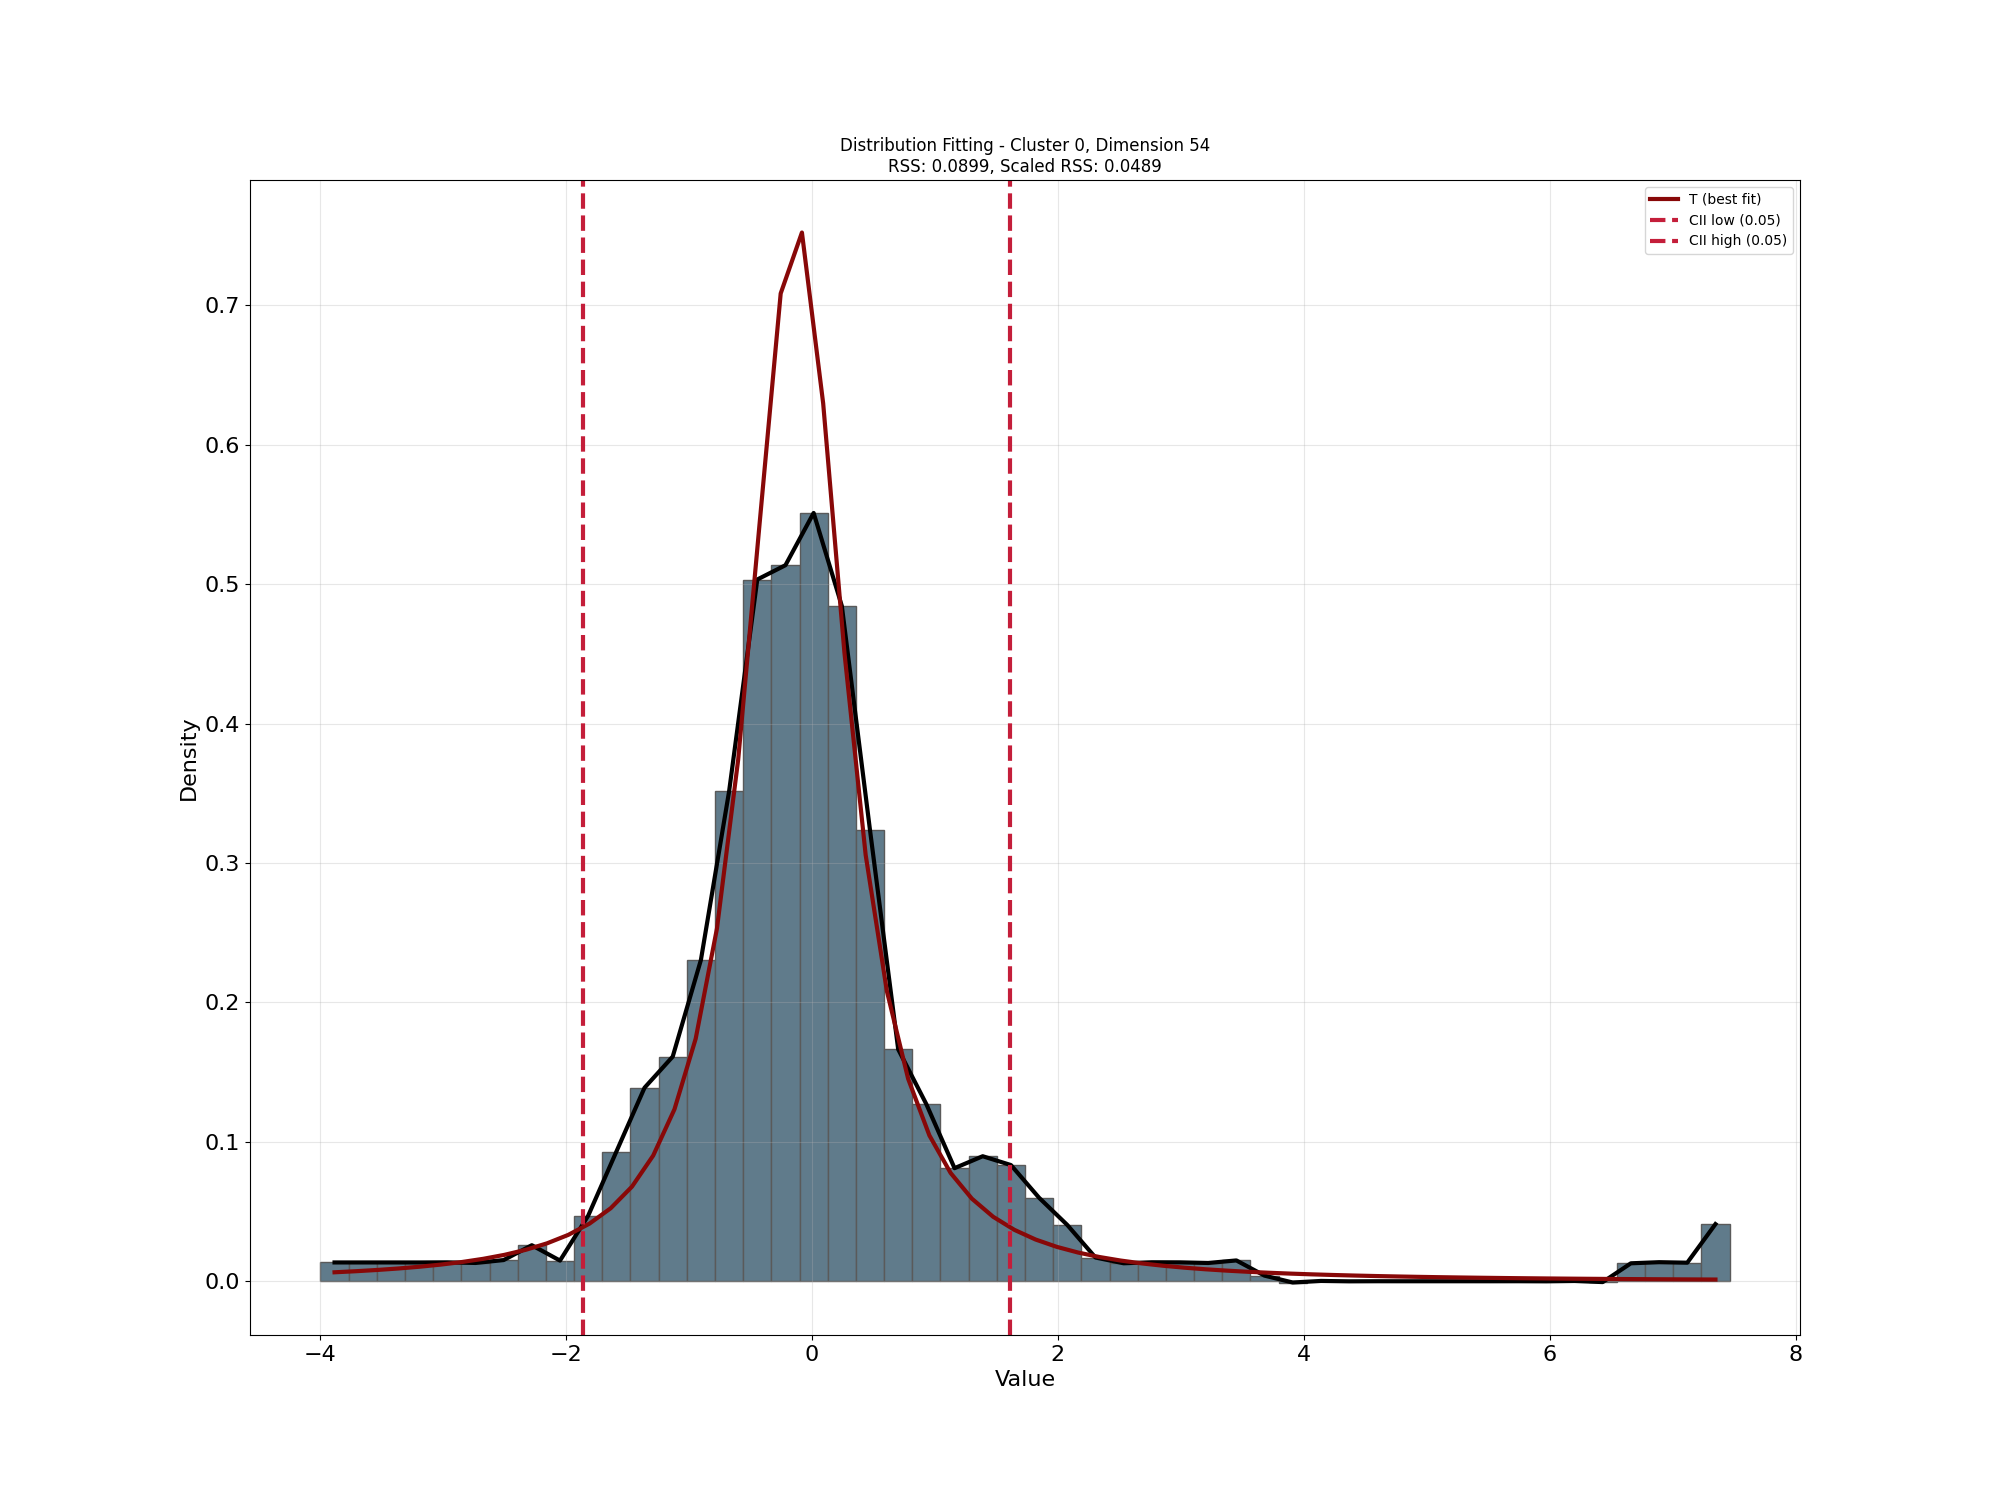 Distribution Fitting - Cluster 0, Dimension 54
RSS: 0.0899, Scaled RSS: 0.0489
T (best fit)
CII low (0.05)
CII high (0.05)
Density
0.7
0.6
0.5
0.4
0.3
0.2
0.1
0.0
−4 −2 0 2 4 6 8
Value